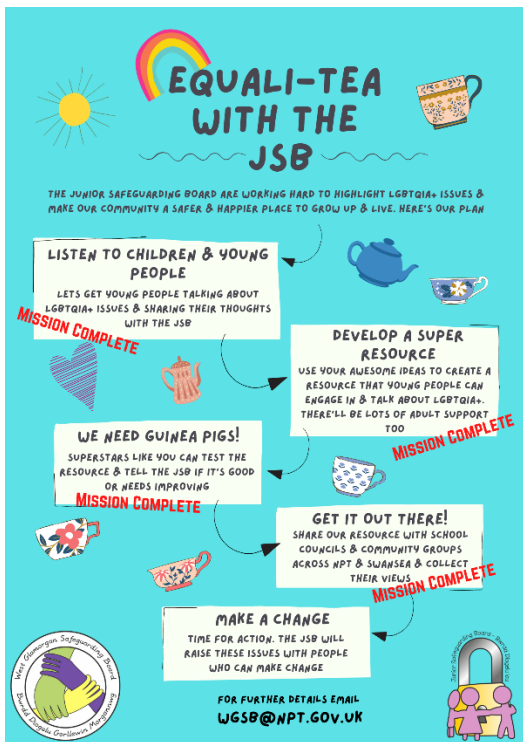 EQUALI-TEA
WITH THE
JSB
THE JUNIOR SAFEGUARDING BOARD ARE WORKING HARD TO HIGHLIGHT LGBTQIA+ ISSUES &
MAKE OUR COMMUNITY A SAFER & HAPPIER PLACE TO GROW UP & LIVE. HERE'S OUR PLAN
LISTEN TO CHILDREN & YOUNG
PEOPLE
LETS GET YOUNG PEOPLE TALKING ABOUT
LGBTQIA+ ISSUES & SHARING THEIR THOUGHTS
WITH THE JSB
MISSION COMPLETE
DEVELOP A SUPER
RESOURCE
USE YOUR AWESOME IDEAS TO CREATE A
RESOURCE THAT YOUNG PEOPLE CAN
ENGAGE IN & TALK ABOUT LGBTQIA+.
THERE'LL BE LOTS OF ADULT SUPPORT
TOO
MISSION COMPLETE
WE NEED GUINEA PIGS!
SUPERSTARS LIKE YOU CAN TEST THE
RESOURCE & TELL THE JSB IF IT'S GOOD
OR NEEDS IMPROVING
MISSION COMPLETE
GET IT OUT THERE!
SHARE OUR RESOURCE WITH SCHOOL
COUNCILS & COMMUNITY GROUPS
ACROSS NPT & SWANSEA & COLLECT
THEIR VIEWS
MISSION COMPLETE
MAKE A CHANGE
TIME FOR ACTION. THE JSB WILL
RAISE THESE ISSUES WITH PEOPLE
WHO CAN MAKE CHANGE
West Glamorgan Safeguarding Board
Bwrdd Diogelu Gorllewin Morgannwg
FOR FURTHER DETAILS EMAIL
WGSB@NPT.GOV.UK
Junior Safeguarding Board - Bwrdd Diogelu